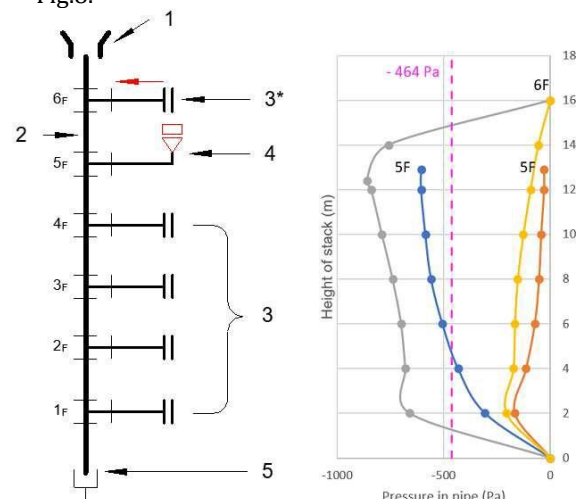 Fig.8.
1
6F
3*
2
5F
4
4F
3F
3
2F
1F
5
- 464 Pa
18
6F
16
14
5F
5F
12
10
8
6
4
2
0
Height of stack (m)
-1000
-500
0
Pressure in pipe (Pa)